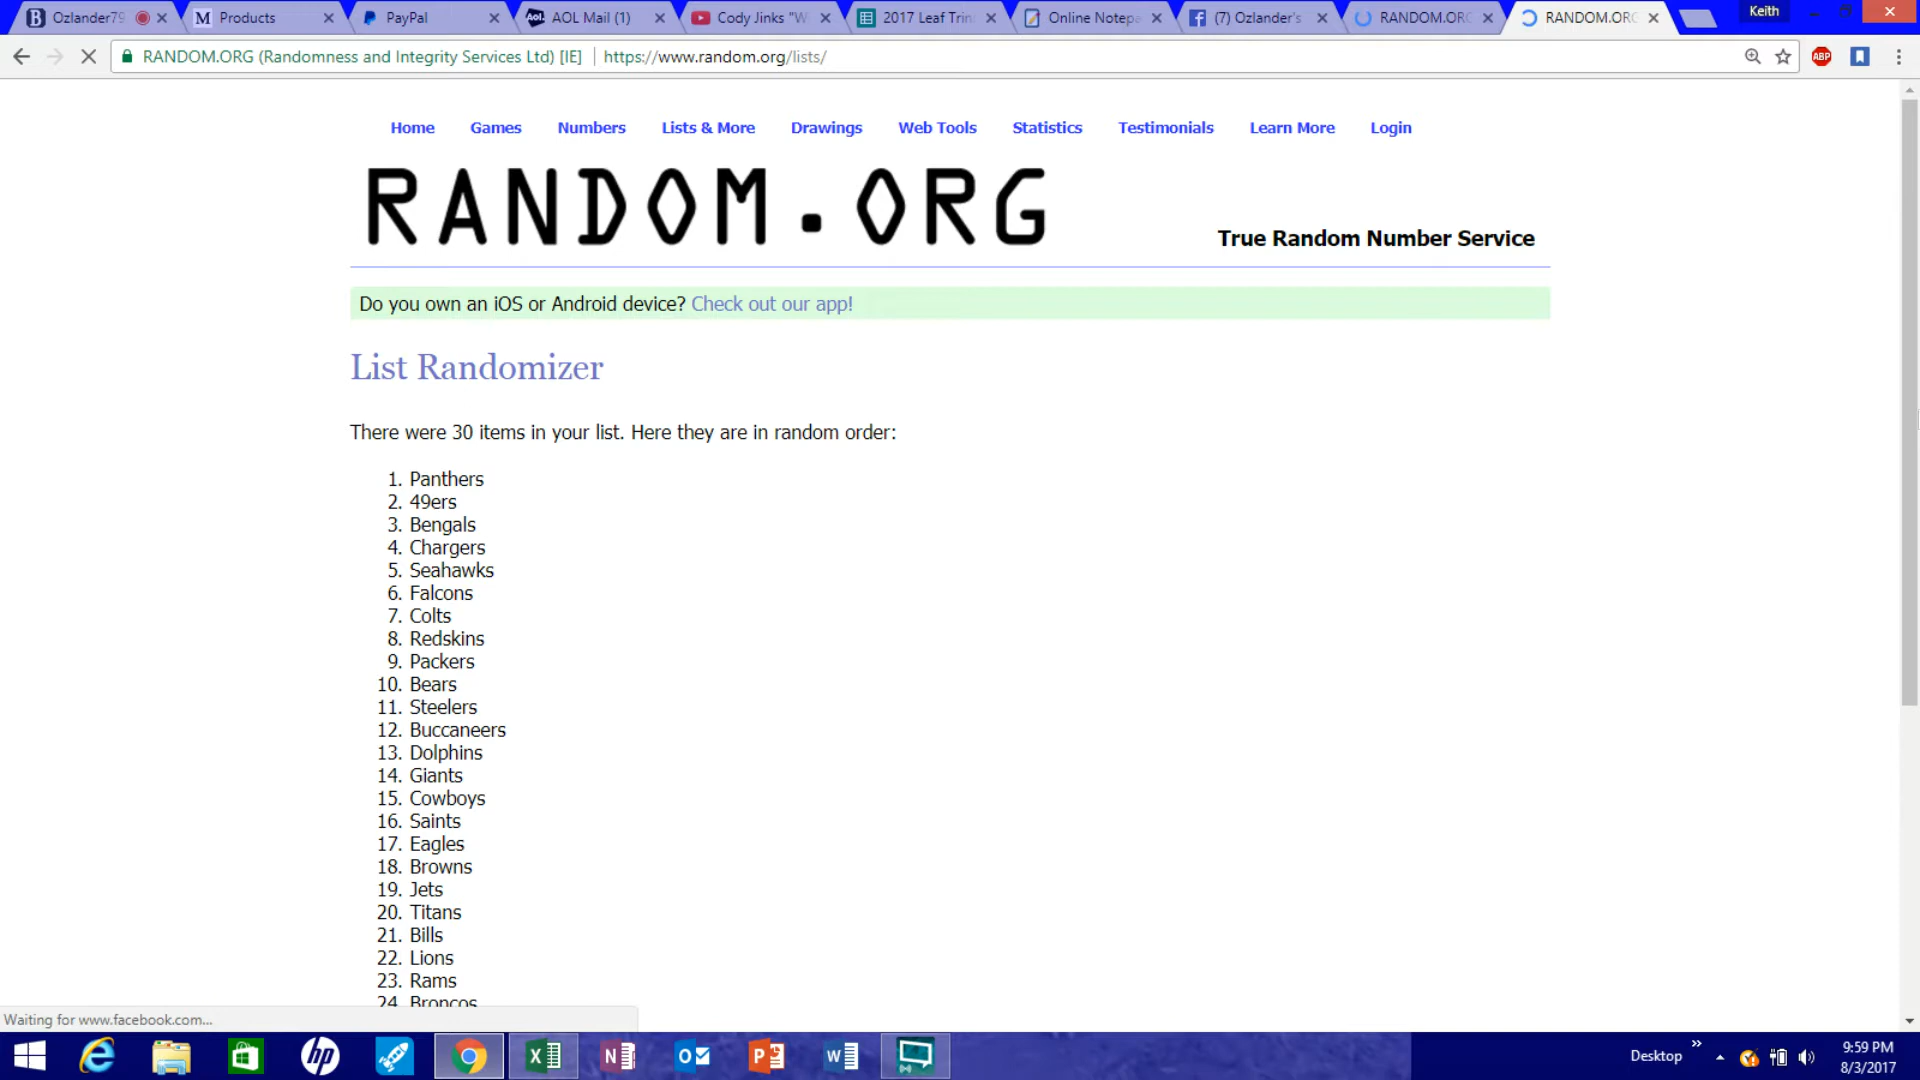 Ozlander79
Products
PayPal
AOL Mail (1)
Cody Jinks "W
2017 Leaf Trin
Online Notepa
(7) Ozlander's
RANDOM.ORG
RANDOM.ORG
Keith
RANDOM.ORG (Randomness and Integrity Services Ltd) [IE] https://www.random.org/lists/
ABP
Home Games Numbers Lists & More Drawings Web Tools Statistics Testimonials Learn More Login
RANDOM.ORG
True Random Number Service
Do you own an iOS or Android device? Check out our app!
List Randomizer
There were 30 items in your list. Here they are in random order:
1. Panthers
2. 49ers
3. Bengals
4. Chargers
5. Seahawks
6. Falcons
7. Colts
8. Redskins
9. Packers
10. Bears
11. Steelers
12. Buccaneers
13. Dolphins
14. Giants
15. Cowboys
16. Saints
17. Eagles
18. Browns
19. Jets
20. Titans
21. Bills
22. Lions
23. Rams
24. Broncos
Waiting for www.facebook.com...
Desktop
9:59 PM
8/3/2017